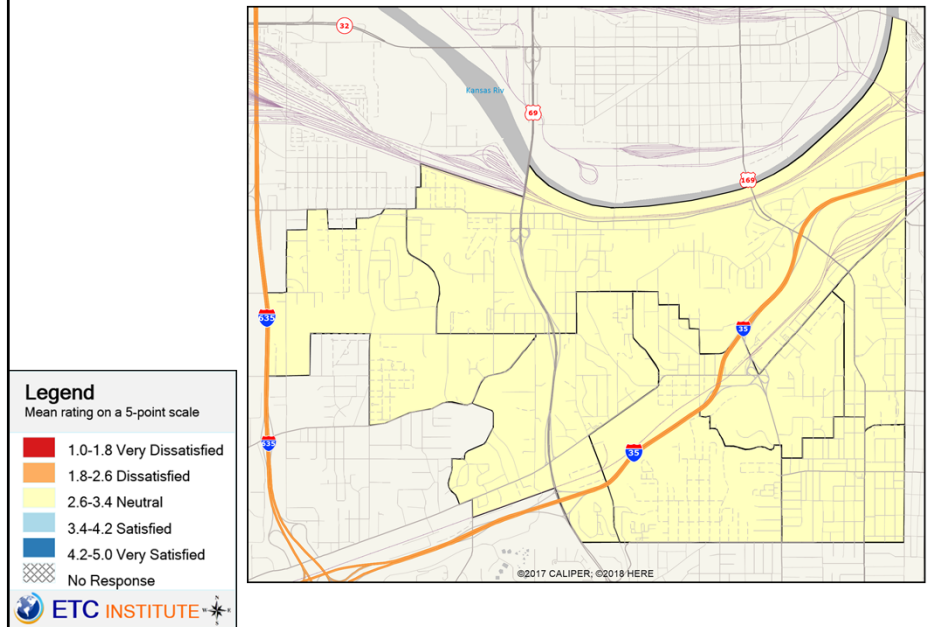 32
Kansas Riv
69
169
635
35
635
35
©2017 CALIPER; ©2018 HERE
Legend
Mean rating on a 5-point scale
1.0-1.8 Very Dissatisfied
1.8-2.6 Dissatisfied
2.6-3.4 Neutral
3.4-4.2 Satisfied
4.2-5.0 Very Satisfied
No Response
ETC INSTITUTE
W E